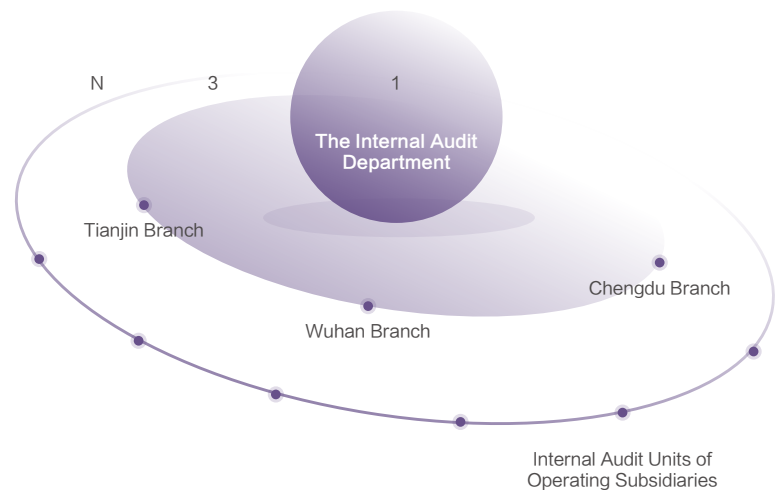 N
3
1
The Internal Audit
Department
Tianjin Branch
Chengdu Branch
Wuhan Branch
Internal Audit Units of
Operating Subsidiaries